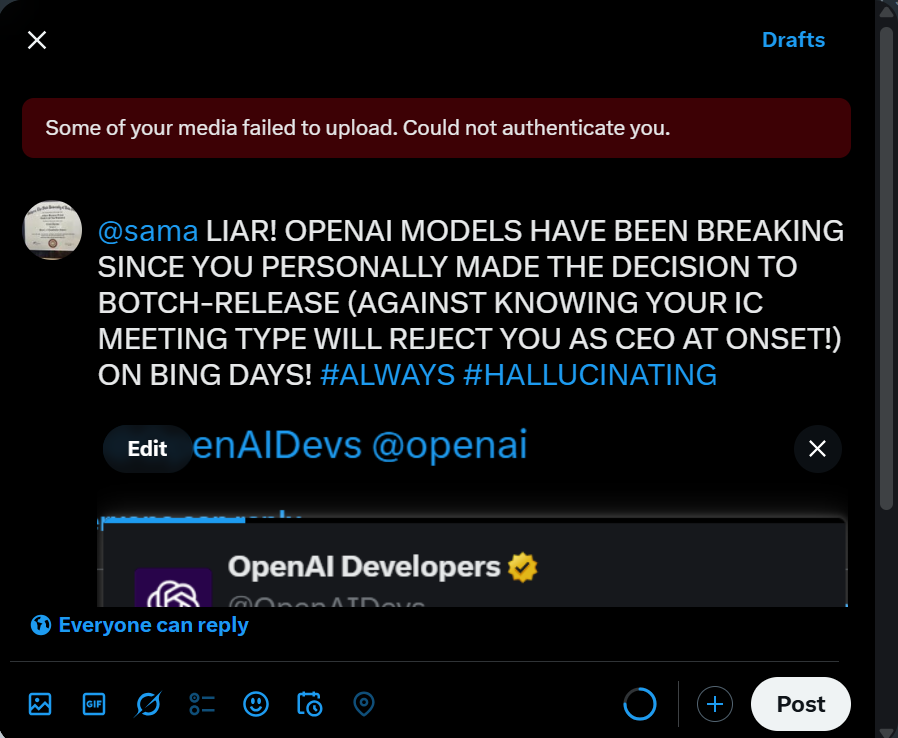 Drafts
Some of your media failed to upload. Could not authenticate you.
@sama LIAR! OPENAI MODELS HAVE BEEN BREAKING
SINCE YOU PERSONALLY MADE THE DECISION TO
BOTCH-RELEASE (AGAINST KNOWING YOUR IC
MEETING TYPE WILL REJECT YOU AS CEO AT ONSET!)
ON BING DAYS! #ALWAYS #HALLUCINATING
Edit enAIDevs @openai
OpenAI Developers
@OpenAIDevs
Everyone can reply
GIF
Post